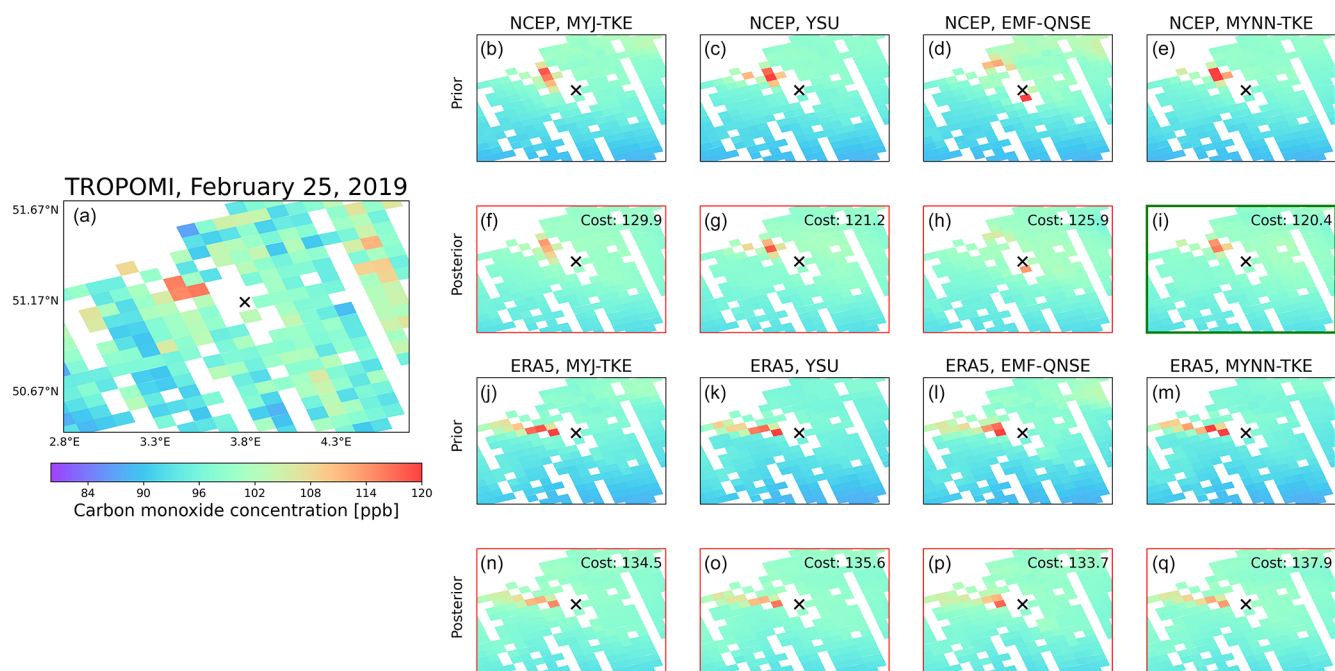 NCEP, MYJ-TKE NCEP, YSU NCEP, EMF-QNSE NCEP, MYNN-TKE
Prior (b) (c) (d) (e)
TROPOMI, February 25, 2019
(a)
51.67°N
51.17°N
50.67°N
2.8°E 3.3°E 3.8°E 4.3°E
84 90 96 102 108 114 120
Carbon monoxide concentration [ppb]
Posterior (f) Cost: 129.9 (g) Cost: 121.2 (h) Cost: 125.9 (i) Cost: 120.4
ERA5, MYJ-TKE ERA5, YSU ERA5, EMF-QNSE ERA5, MYNN-TKE
Prior (j) (k) (l) (m)
Posterior (n) Cost: 134.5 (o) Cost: 135.6 (p) Cost: 133.7 (q) Cost: 137.9